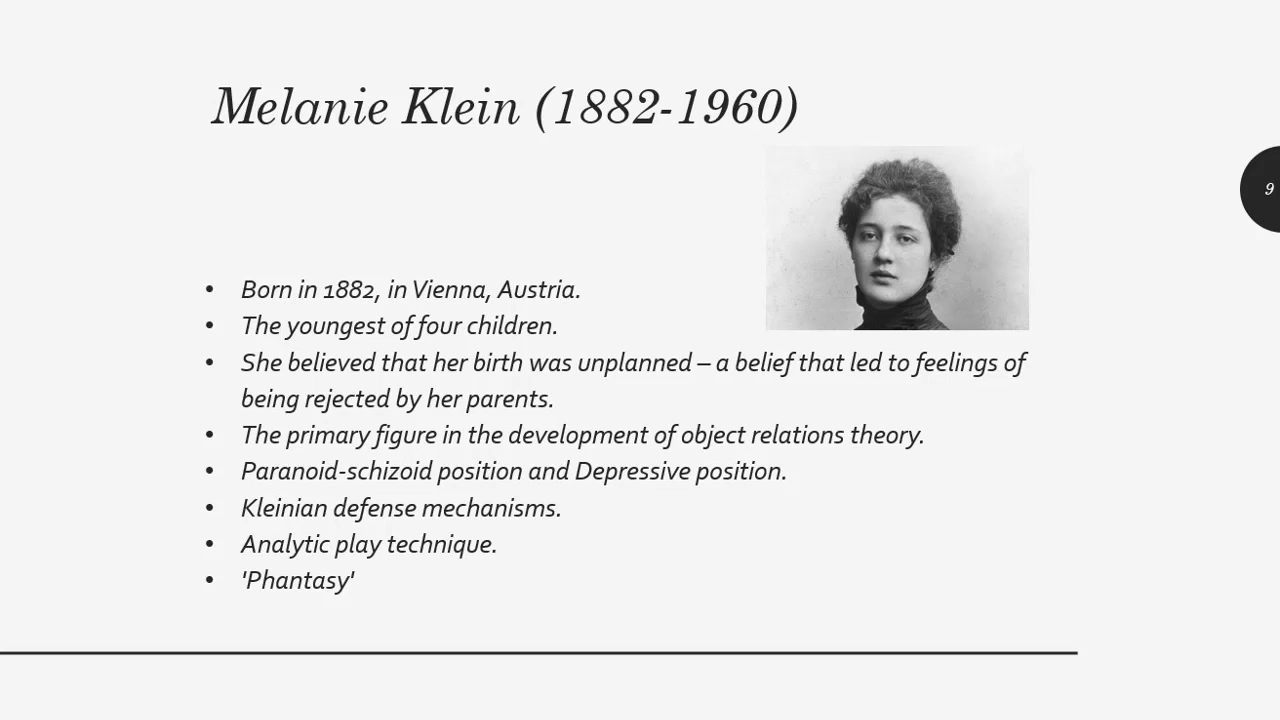 Melanie Klein (1882-1960)
9
• Born in 1882, in Vienna, Austria.
• The youngest of four children.
• She believed that her birth was unplanned – a belief that led to feelings of
being rejected by her parents.
• The primary figure in the development of object relations theory.
• Paranoid-schizoid position and Depressive position.
• Kleinian defense mechanisms.
• Analytic play technique.
• 'Phantasy'